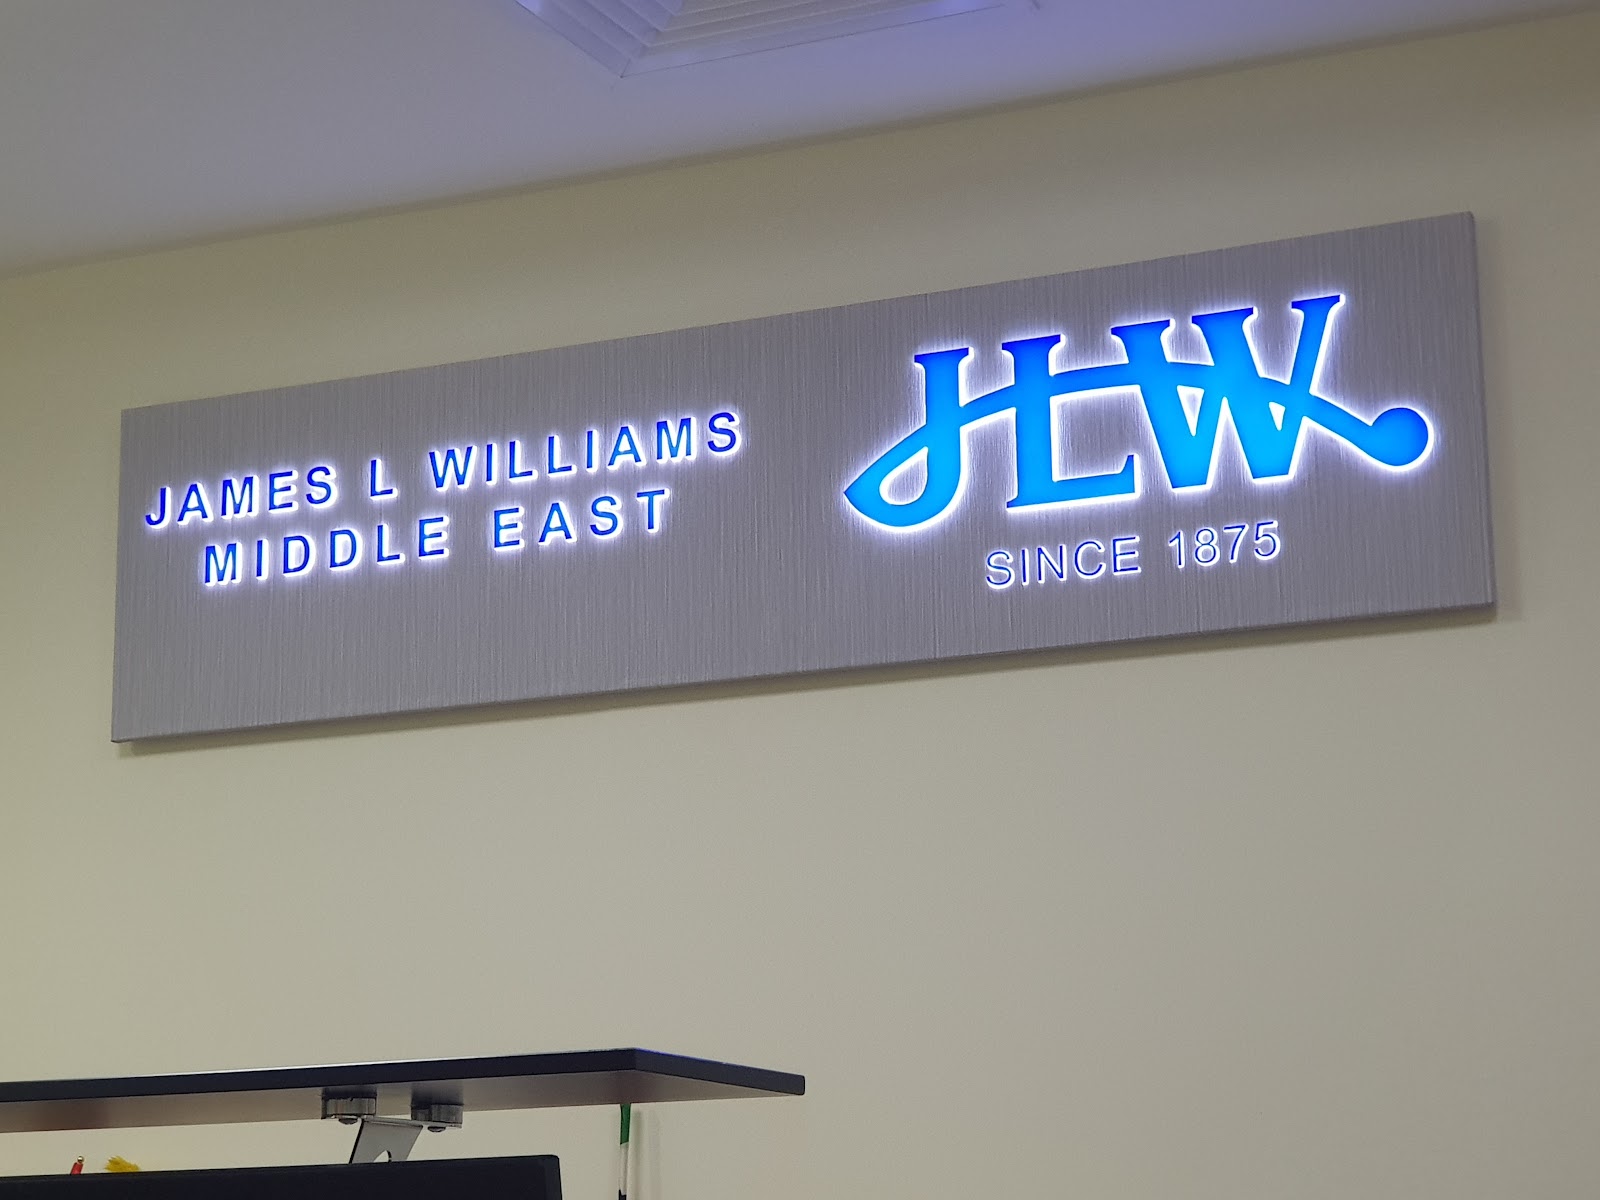 JAMES L WILLIAMS
MIDDLE EAST
JLW
SINCE 1875